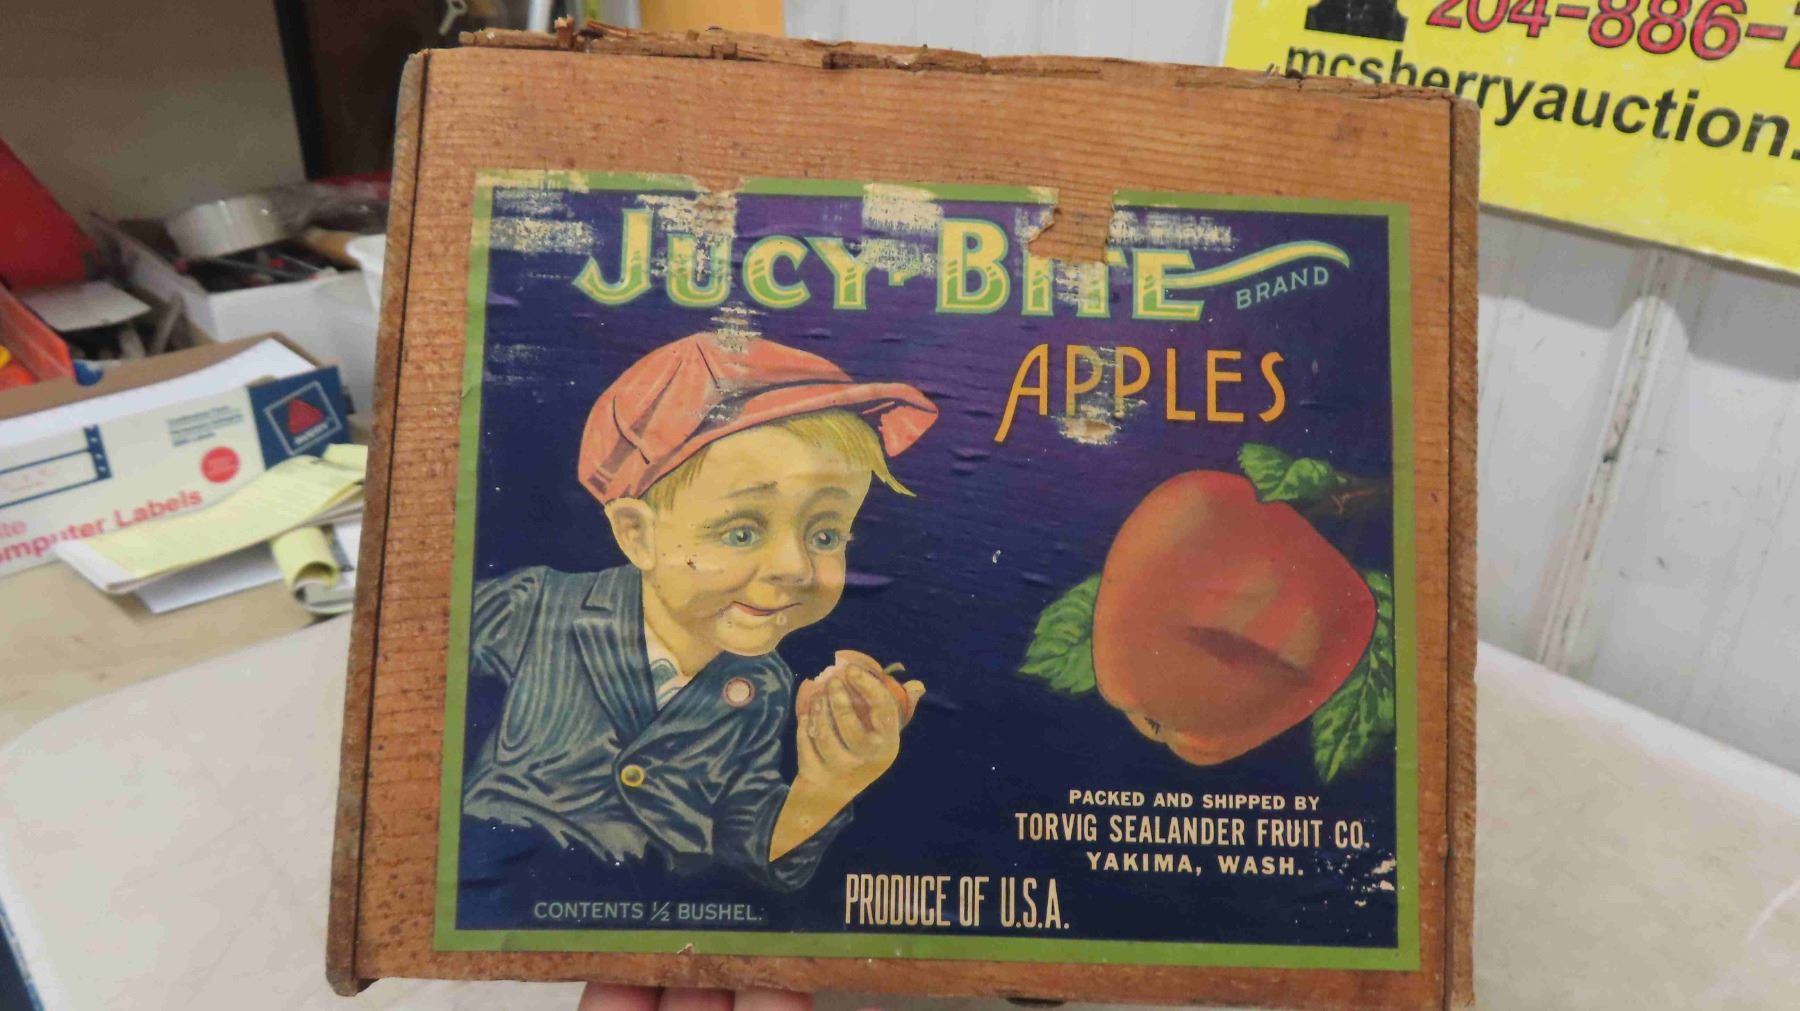 204-886-7
mcsherryauction.
JUCY-BITE BRAND
APPLES
PACKED AND SHIPPED BY
TORVIG SEALANDER FRUIT CO.
YAKIMA, WASH.
PRODUCE OF U.S.A.
CONTENTS ½ BUSHEL.
Computer Labels